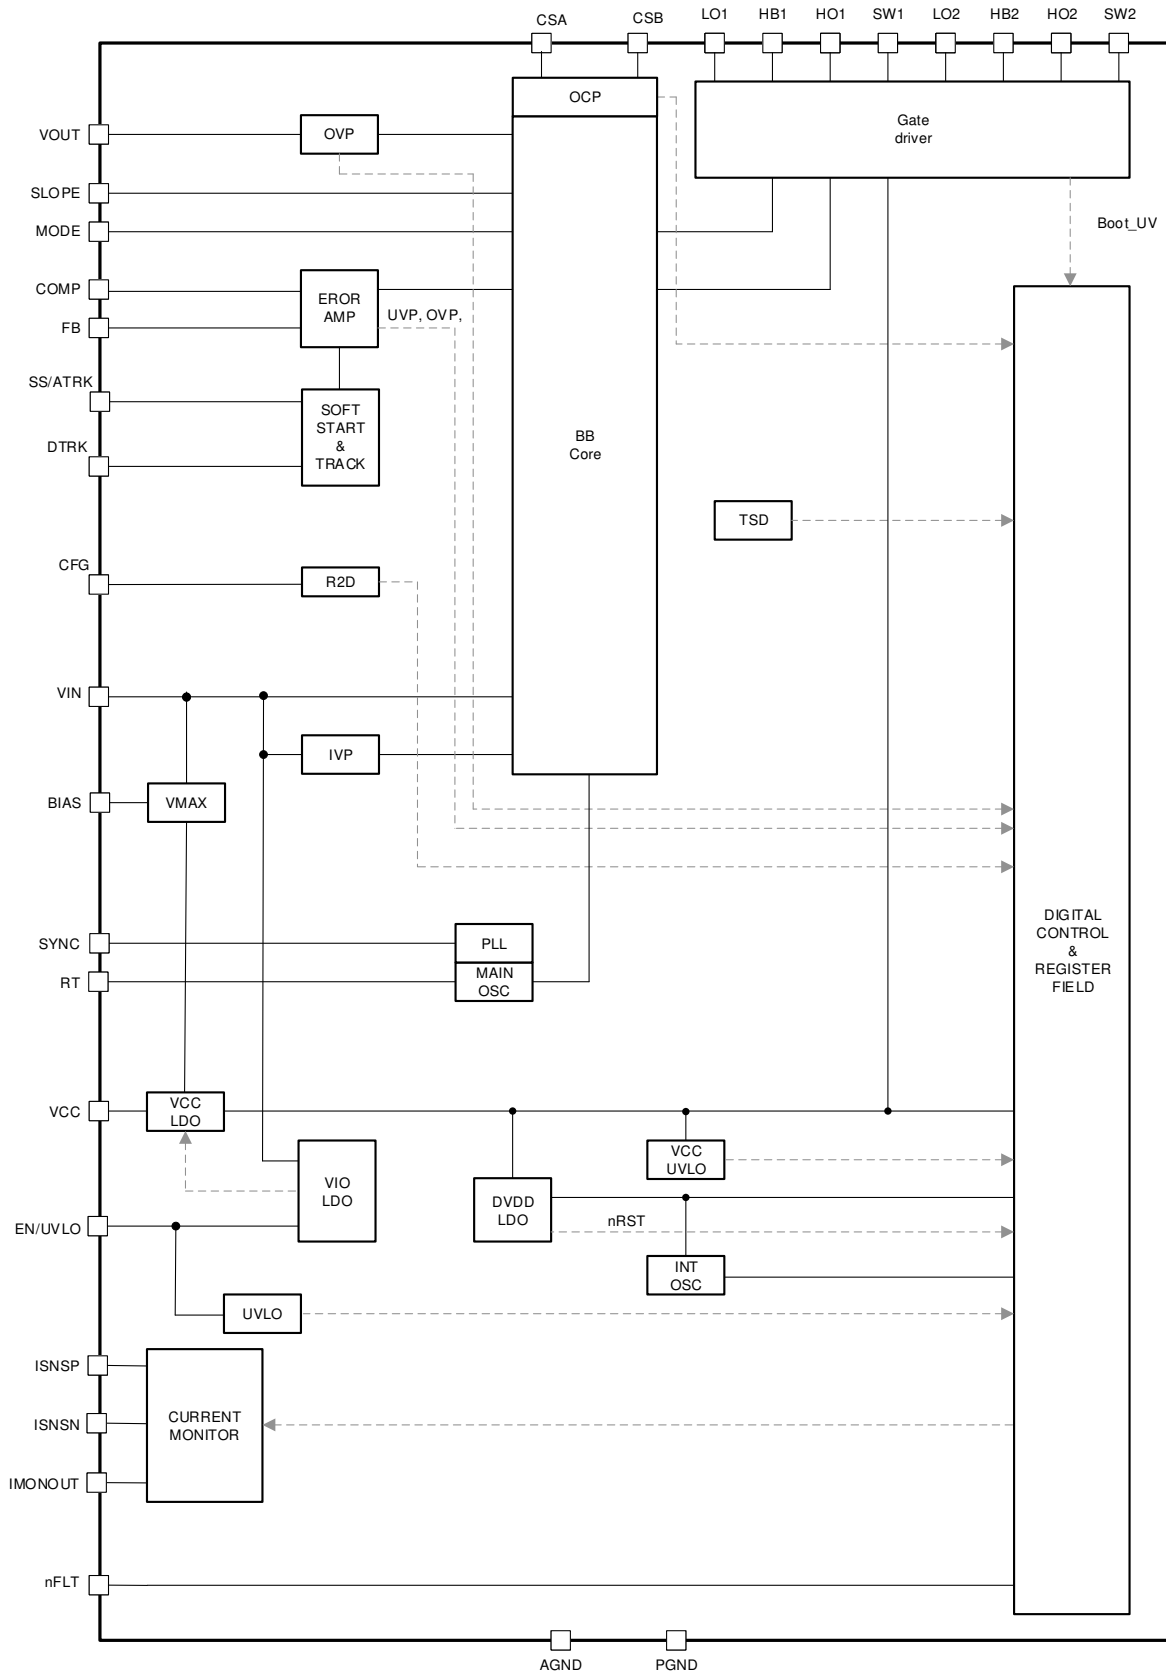 CSA
CSB
LO1
HB1
HO1
SW1
LO2
HB2
HO2
SW2
OCP
Gate
driver
VOUT
OVP
SLOPE
MODE
Boot_UV
COMP
EROR
AMP
UVP, OVP,
FB
SS/ATRK
SOFT
START
&
TRACK
DTRK
BB
Core
TSD
CFG
R2D
VIN
IVP
BIAS
VMAX
DIGITAL
CONTROL
&
REGISTER
FIELD
SYNC
PLL
RT
MAIN
OSC
VCC
VCC
LDO
VCC
UVLO
VIO
LDO
DVDD
LDO
nRST
EN/UVLO
INT
OSC
UVLO
ISNSP
ISNSN
CURRENT
MONITOR
IMONOUT
nFLT
AGND
PGND